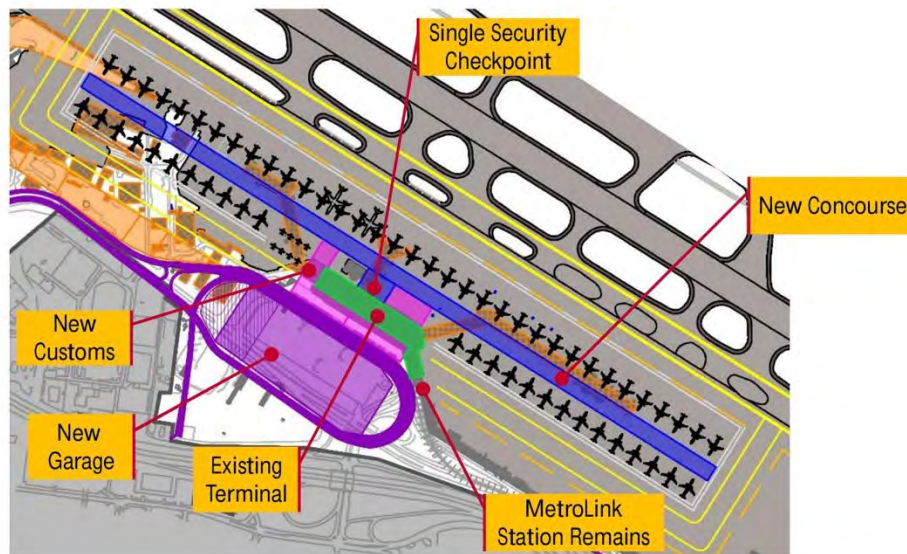 Single Security
Checkpoint
New Concourse
New
Customs
New
Garage
Existing
Terminal
MetroLink
Station Remains